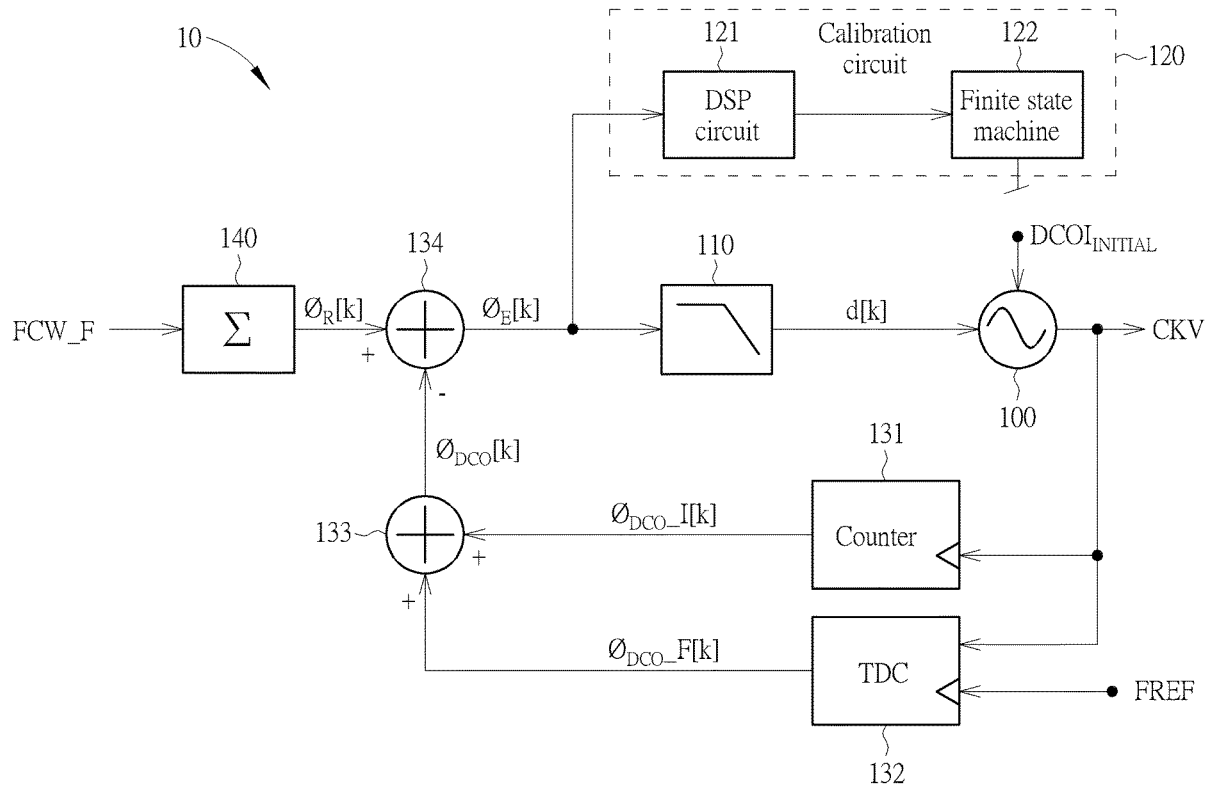 10
121
Calibration
circuit
122
120
DSP
circuit
Finite state
machine
140
134
110
DCOI_INITIAL
FCW_F
Σ
Ø_R[k]
+
Ø_E[k]
d[k]
CKV
-
100
Ø_DCO[k]
131
133
Ø_DCO_I[k]
+
Counter
+
Ø_DCO_F[k]
TDC
FREF
132